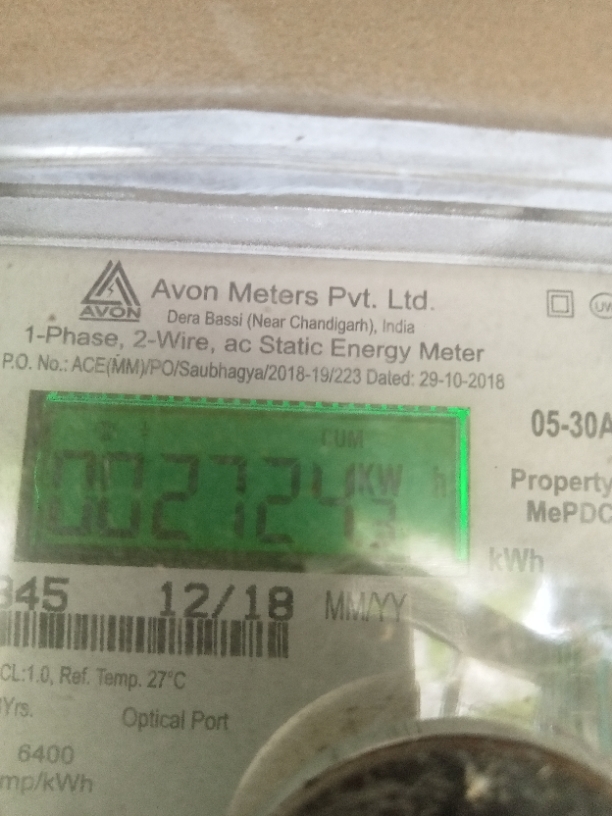 Avon Meters Pvt. Ltd.
AVON
Dera Bassi (Near Chandigarh), India
1-Phase, 2-Wire, ac Static Energy Meter
P.O. No.: ACE(MM)/PO/Saubhagya/2018-19/223 Dated: 29-10-2018
05-30A
CUM
002724 KW h
Property
MePDC
kWh
345 12/18 MM/YY
CL:1.0, Ref. Temp. 27°C
Yrs.
Optical Port
6400
mp/kWh